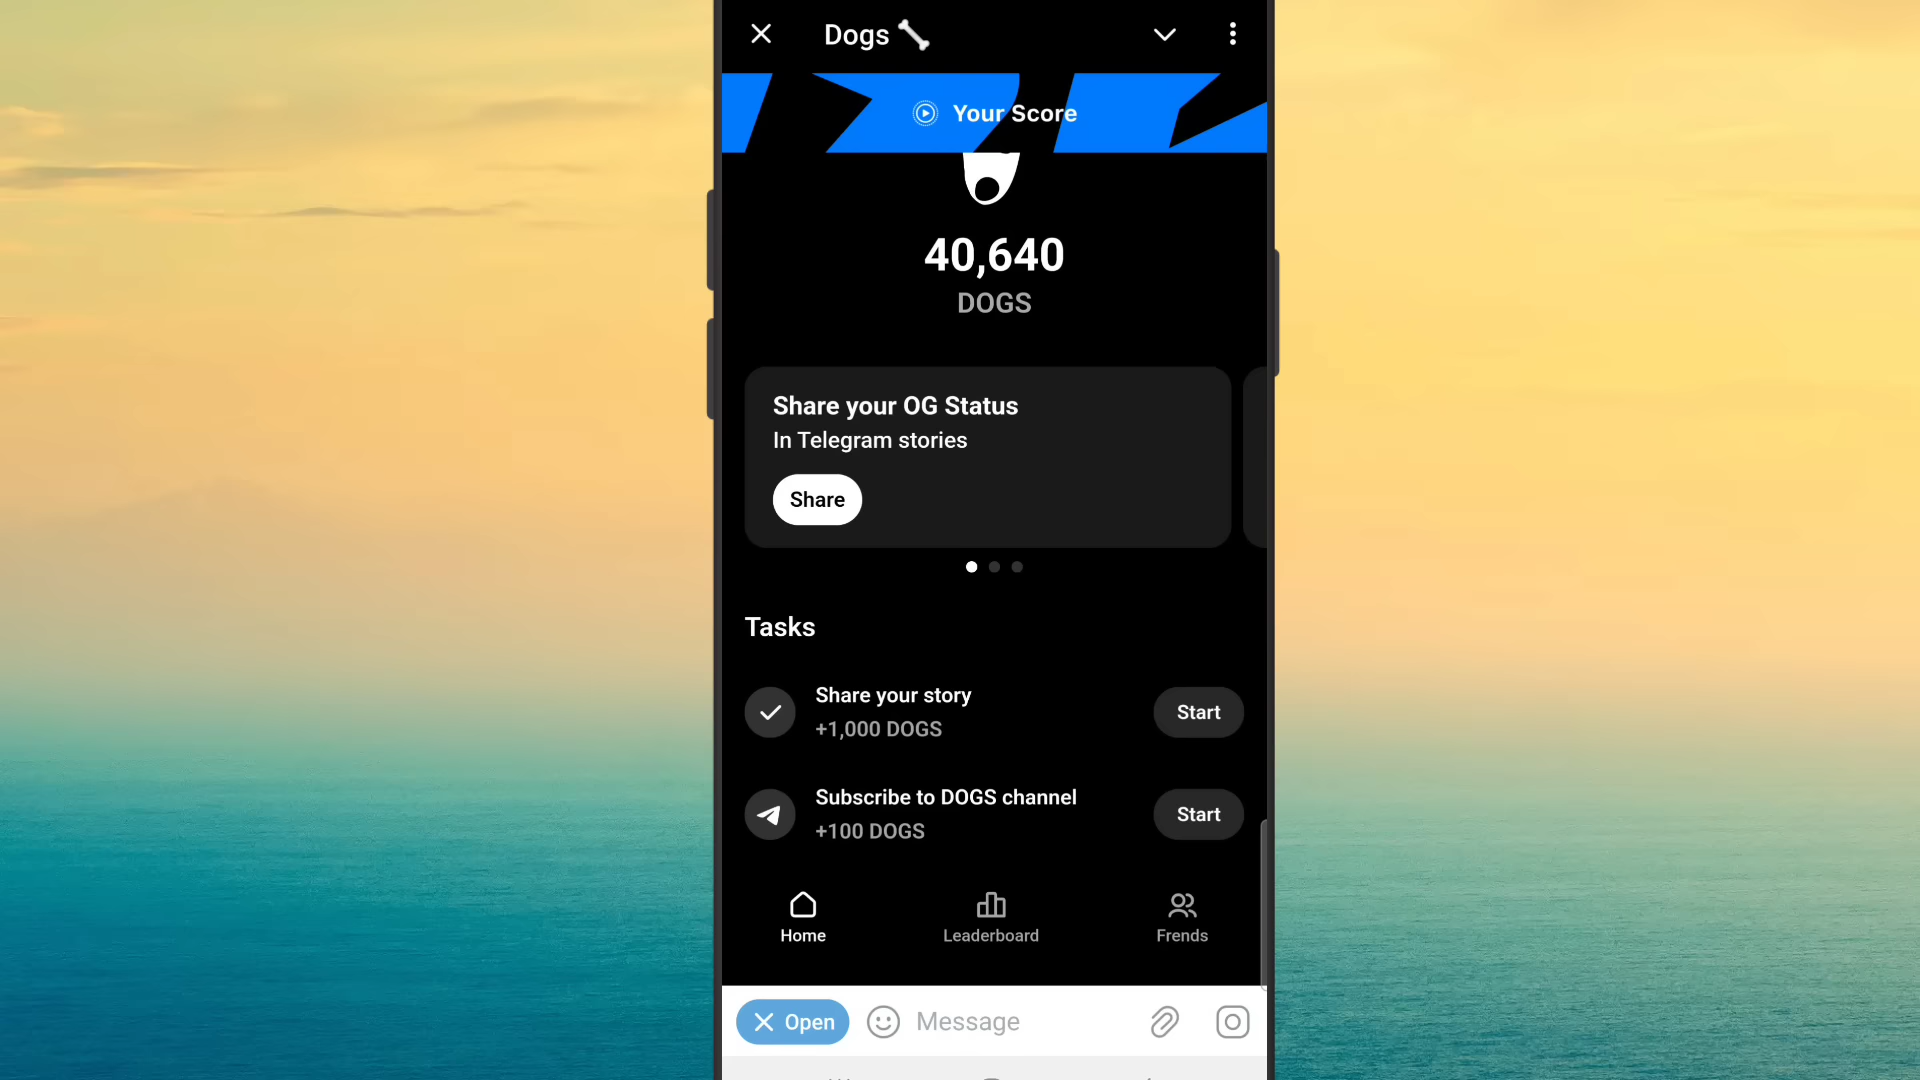 Dogs 🦴
Your Score
40,640
DOGS
Share your OG Status
In Telegram stories
Share
Tasks
Share your story
+1,000 DOGS
Start
Subscribe to DOGS channel
+100 DOGS
Start
Home
Leaderboard
Frends
Open
Message